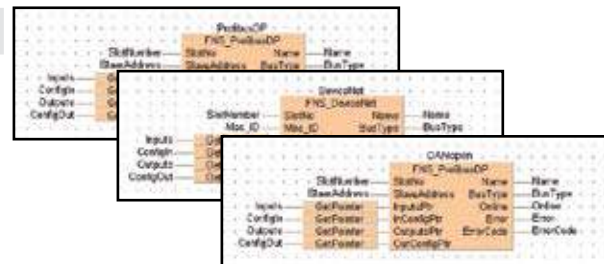 ProfibusDP
FNS_ProfibusDP
SlotNumber SlotNo Name Name
SlaveAddress SlaveAddress BusType BusType
Inputs
ConfigIn
Outputs
ConfigOut
DeviceNet
FNS_DeviceNet
SlotNumber SlotNo Name Name
Mac_ID Mac_ID BusType BusType
Inputs
ConfigIn
Outputs
ConfigOut
CANopen
FNS_ProfibusDP
SlotNumber SlotNo Name Name
SlaveAddress SlaveAddress BusType BusType
Inputs GetPointer InputsPtr Online Online
ConfigIn GetPointer InConfigPtr Error Error
Outputs GetPointer OutputsPtr ErrorCode ErrorCode
ConfigOut GetPointer OutConfigPtr